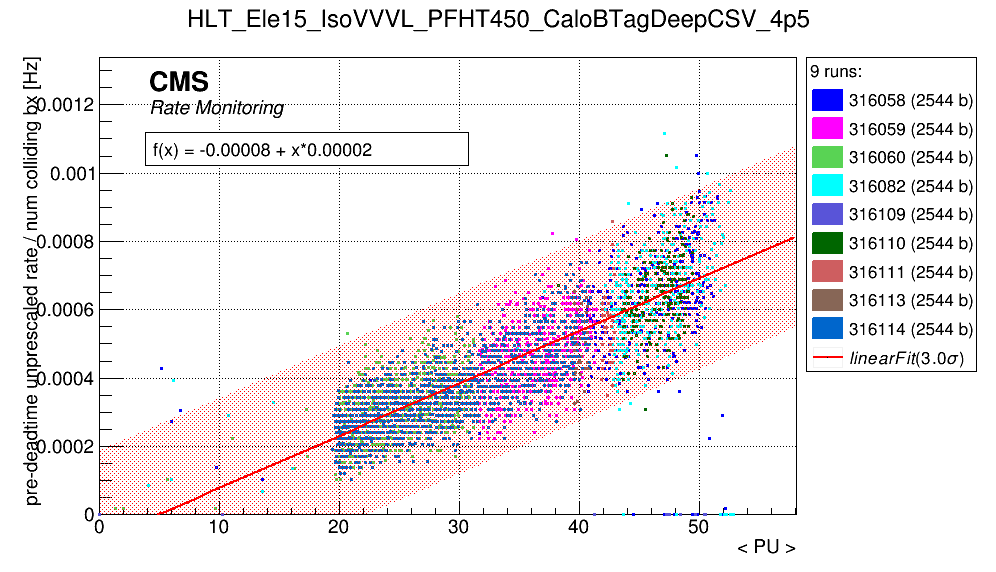 HLT_Ele15_IsoVVVL_PFHT450_CaloBTagDeepCSV_4p5
CMS
Rate Monitoring
f(x) = -0.00008 + x*0.00002
pre-deadtime unprescaled rate / num colliding bx [Hz]
0.0012
0.001
0.0008
0.0006
0.0004
0.0002
0
0 10 20 30 40 50
< PU >
9 runs:
316058 (2544 b)
316059 (2544 b)
316060 (2544 b)
316082 (2544 b)
316109 (2544 b)
316110 (2544 b)
316111 (2544 b)
316113 (2544 b)
316114 (2544 b)
linearFit(3.0σ)